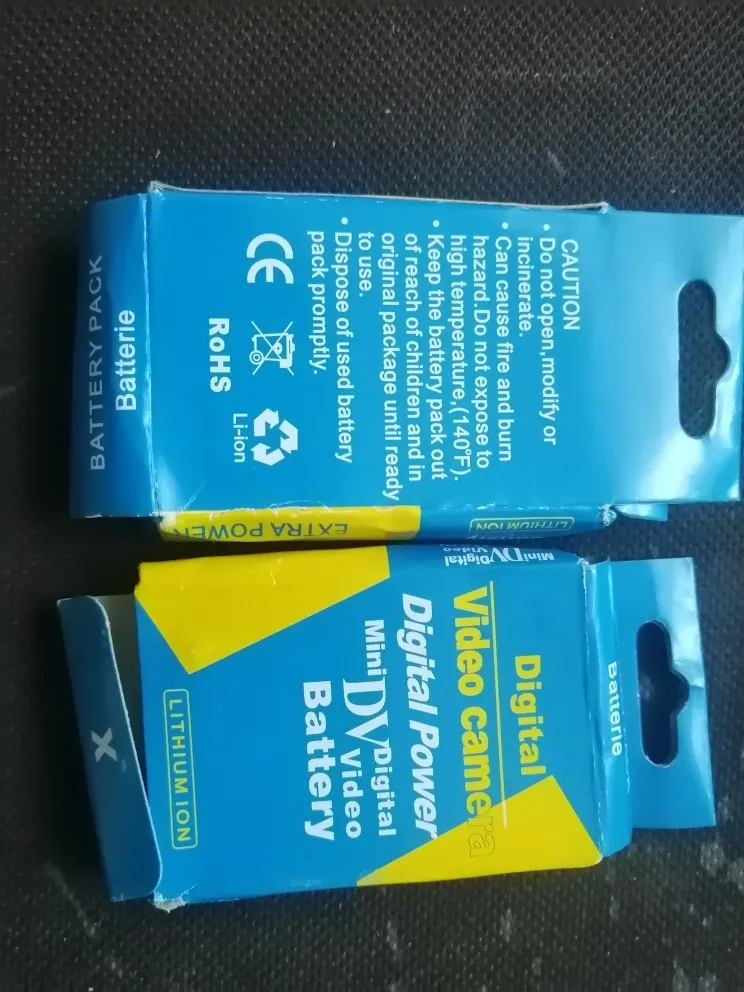 BATTERY PACK
Batterie
CAUTION
• Do not open,modify or
incinerate.
• Can cause fire and burn
hazard.Do not expose to
high temperature,(140°F).
• Keep the battery pack out
of reach of children and in
original package until ready
to use.
• Dispose of used battery
pack promptly.
CE
RoHS
Li-ion
EXTRA POWER
LITHIUM ION
Mini DV Digital
Video
Batterie
Digital
Video camera
Digital Power
Mini DV Digital
Video
Battery
LITHIUM ION
X